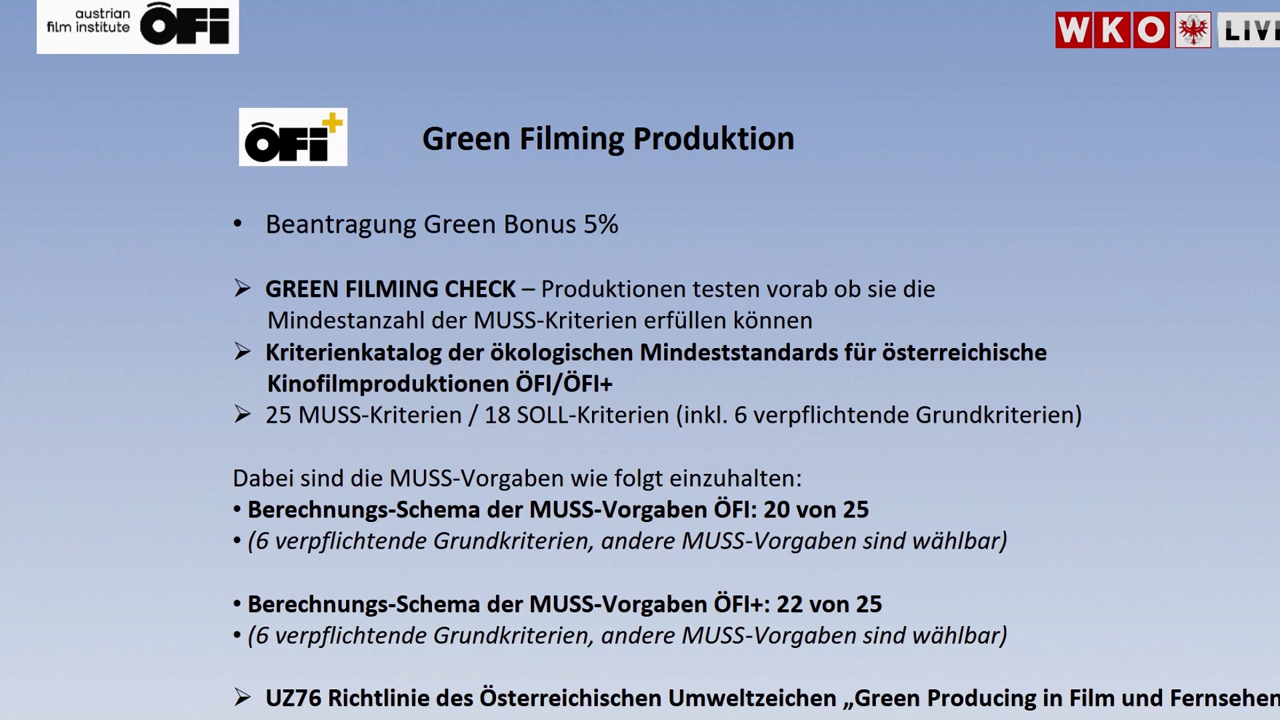 austrian
film institute ÖFi
WKO LIVE
ÖFi+
Green Filming Produktion
• Beantragung Green Bonus 5%
➢ GREEN FILMING CHECK – Produktionen testen vorab ob sie die
Mindestanzahl der MUSS-Kriterien erfüllen können
➢ Kriterienkatalog der ökologischen Mindeststandards für österreichische
Kinofilmproduktionen ÖFI/ÖFI+
➢ 25 MUSS-Kriterien / 18 SOLL-Kriterien (inkl. 6 verpflichtende Grundkriterien)
Dabei sind die MUSS-Vorgaben wie folgt einzuhalten:
• Berechnungs-Schema der MUSS-Vorgaben ÖFI: 20 von 25
• (6 verpflichtende Grundkriterien, andere MUSS-Vorgaben sind wählbar)
• Berechnungs-Schema der MUSS-Vorgaben ÖFI+: 22 von 25
• (6 verpflichtende Grundkriterien, andere MUSS-Vorgaben sind wählbar)
➢ UZ76 Richtlinie des Österreichischen Umweltzeichen „Green Producing in Film und Fernsehen